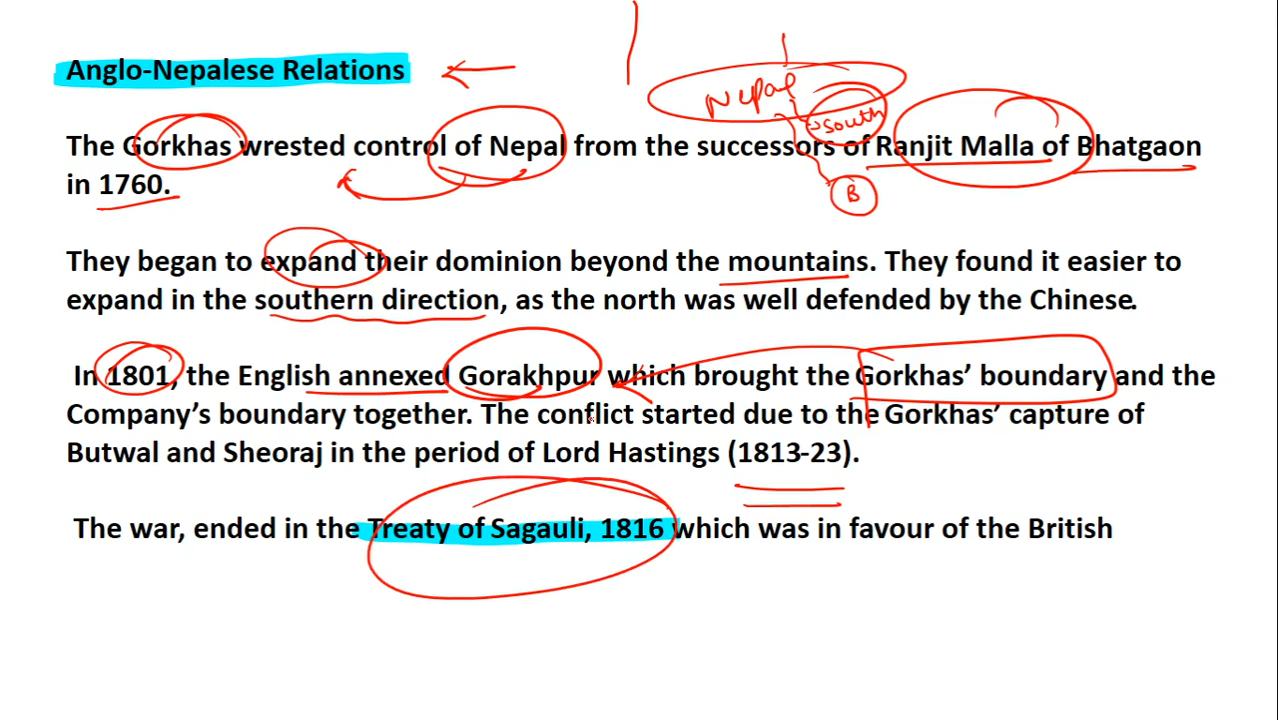 Anglo-Nepalese Relations
Nepal
south
The Gorkhas wrested control of Nepal from the successors of Ranjit Malla of Bhatgaon
in 1760.
B
They began to expand their dominion beyond the mountains. They found it easier to
expand in the southern direction, as the north was well defended by the Chinese.
In 1801, the English annexed Gorakhpur which brought the Gorkhas’ boundary and the
Company’s boundary together. The conflict started due to the Gorkhas’ capture of
Butwal and Sheoraj in the period of Lord Hastings (1813-23).
The war, ended in the Treaty of Sagauli, 1816 which was in favour of the British